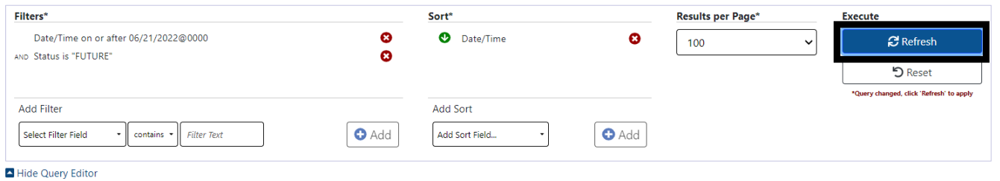 Filters*
Date/Time on or after 06/21/2022@0000
AND Status is "FUTURE"
Add Filter
Select Filter Field contains Filter Text Add
Sort*
Date/Time
Add Sort
Add Sort Field... Add
Results per Page*
100
Execute
Refresh
Reset
*Query changed, click 'Refresh' to apply
Hide Query Editor